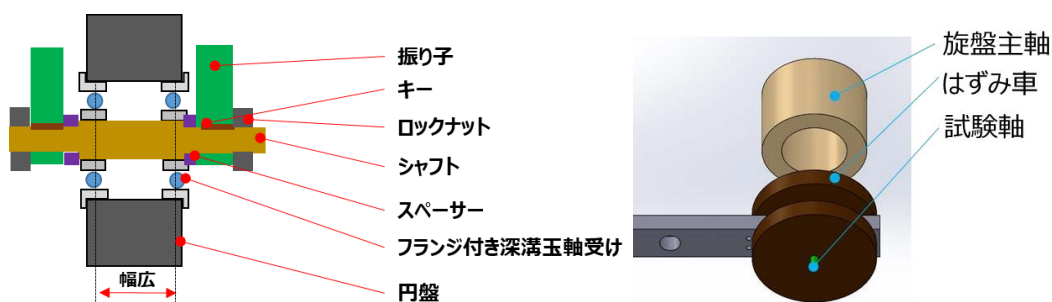 振り子
キー
ロックナット
シャフト
スペーサー
フランジ付き深溝玉軸受け
円盤
幅広
旋盤主軸
はずみ車
試験軸